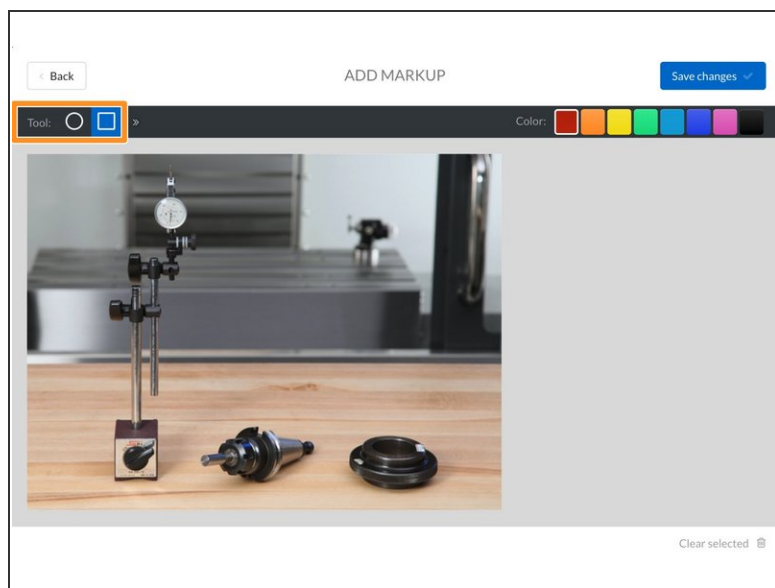 Back
ADD MARKUP
Save changes
Tool:
»
Color:
Clear selected